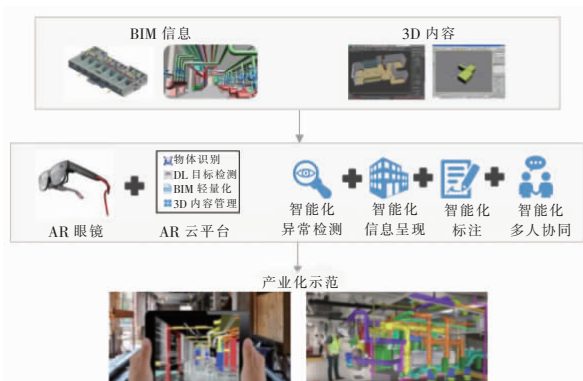 BIM 信息
3D 内容
物体识别
DL 目标检测
BIM 轻量化
3D 内容管理
AR 眼镜
AR 云平台
智能化
异常检测
智能化
信息呈现
智能化
标注
智能化
多人协同
产业化示范